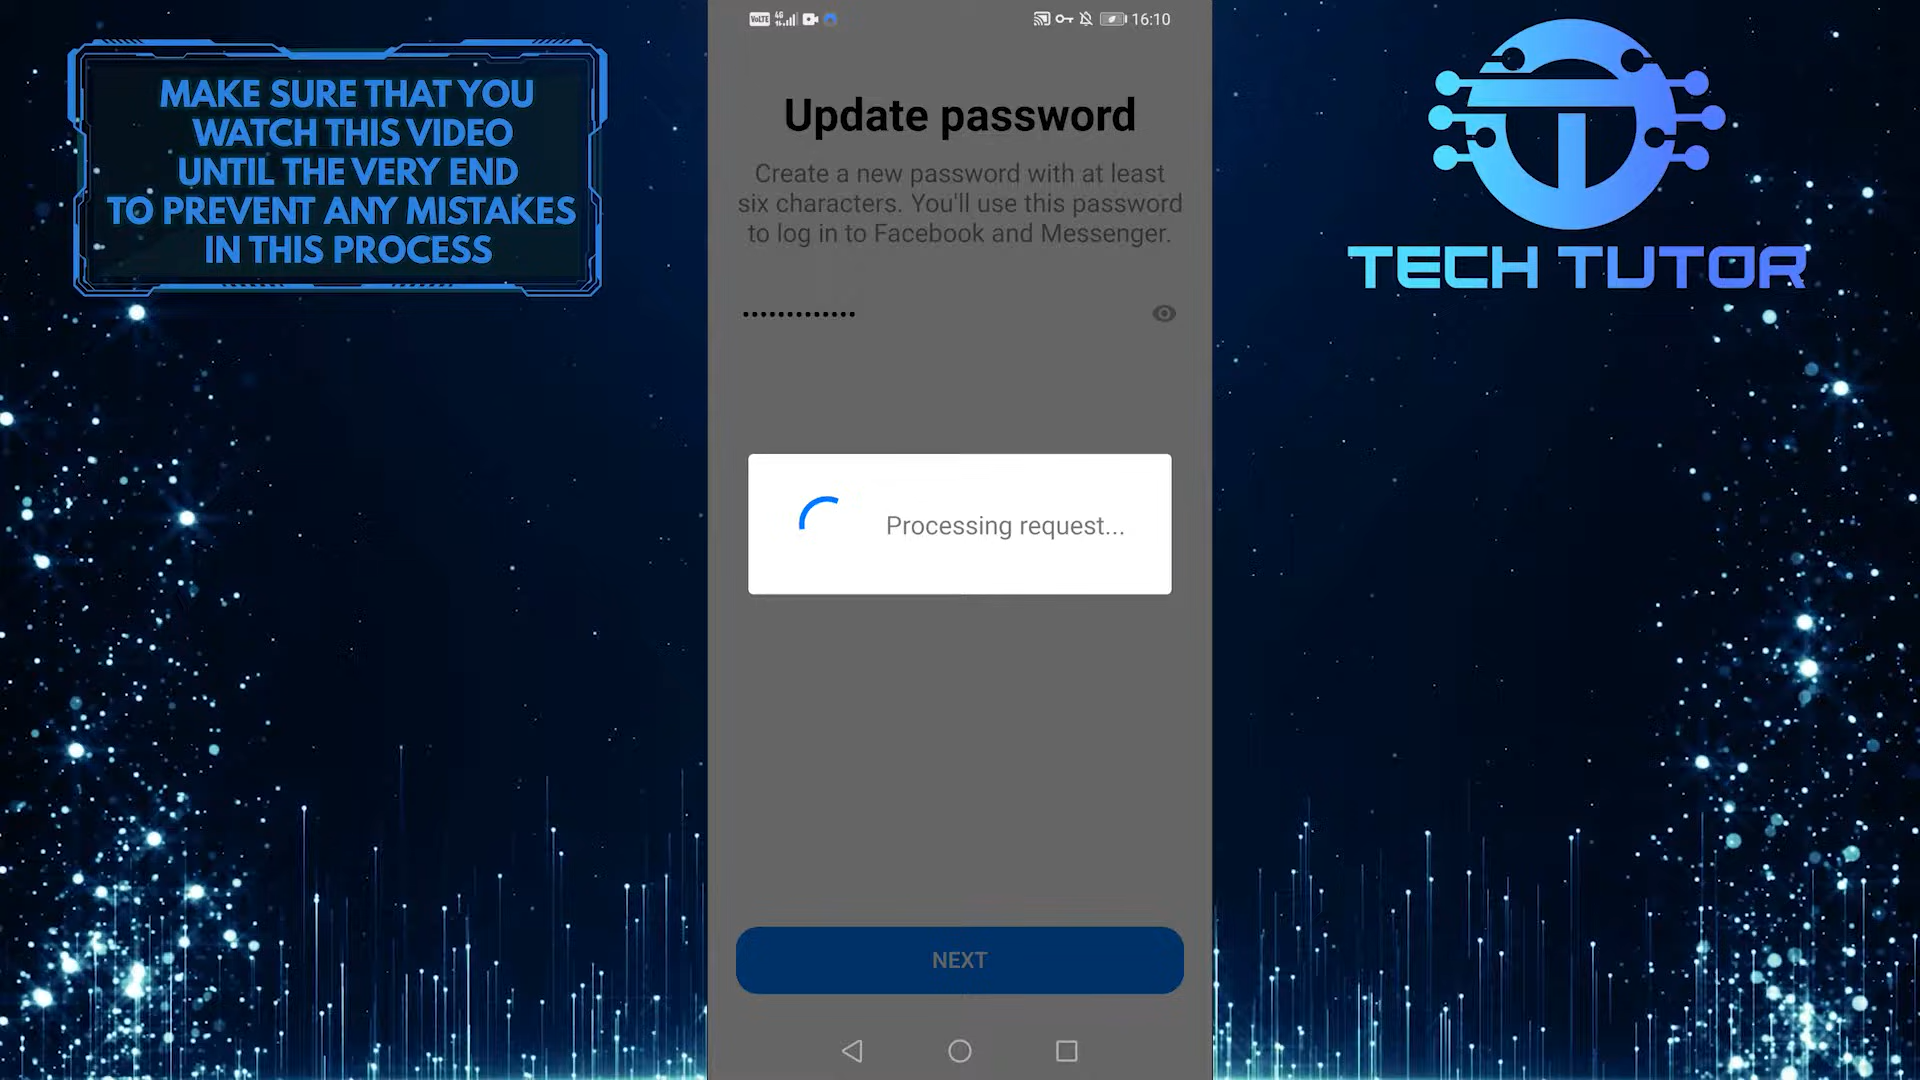 MAKE SURE THAT YOU
WATCH THIS VIDEO
UNTIL THE VERY END
TO PREVENT ANY MISTAKES
IN THIS PROCESS
VoLTE 4G 16:10
Update password
Create a new password with at least
six characters. You'll use this password
to log in to Facebook and Messenger.
Processing request...
NEXT
TECH TUTOR